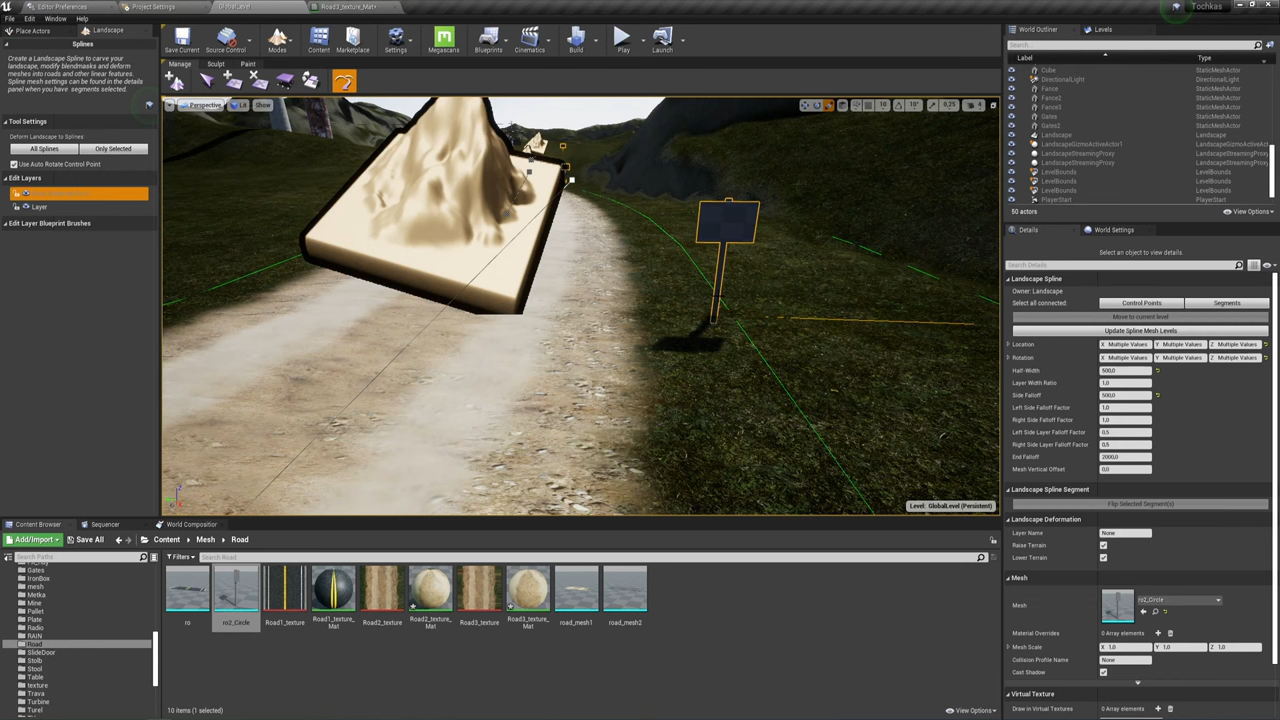 Editor Preferences
Project Settings
GlobalLevel
Road3_texture_Mat*
Tochkas
File Edit Window Help
Place Actors
Landscape
Splines
Create a Landscape Spline to carve your
landscape, modify blendmasks and deform
meshes into roads and other linear features.
Spline mesh settings can be found in the details
panel when you have segments selected.
Tool Settings
Deform Landscape to Splines:
All Splines Only Selected
Use Auto Rotate Control Point
Edit Layers
Layer
Edit Layer Blueprint Brushes
Save Current Source Control Modes Content Marketplace Settings Megascans Blueprints Cinematics Build Play Launch
Manage Sculpt Paint
Perspective Lit Show
10 10° 0,25 4
Level: GlobalLevel (Persistent)
World Outliner Levels
Search...
Label Type
Cube StaticMeshActor
DirectionalLight DirectionalLight
Fance StaticMeshActor
Fance2 StaticMeshActor
Fance3 StaticMeshActor
Gates StaticMeshActor
Gates2 StaticMeshActor
Landscape Landscape
LandscapeGizmoActiveActor1 LandscapeGizmoActiveActor
LandscapeStreamingProxy LandscapeStreamingProxy
LandscapeStreamingProxy LandscapeStreamingProxy
LevelBounds LevelBounds
LevelBounds LevelBounds
LevelBounds LevelBounds
PlayerStart PlayerStart
50 actors View Options
Details World Settings
Select an object to view details.
Search Details
Landscape Spline
Owner: Landscape
Select all connected: Control Points Segments
Move to current level
Update Spline Mesh Levels
Location X Multiple Values Y Multiple Values Z Multiple Values
Rotation X Multiple Values Y Multiple Values Z Multiple Values
Half-Width 500,0
Layer Width Ratio 1,0
Side Falloff 500,0
Left Side Falloff Factor 1,0
Right Side Falloff Factor 1,0
Left Side Layer Falloff Factor 0,5
Right Side Layer Falloff Factor 0,5
End Falloff 2000,0
Mesh Vertical Offset 0,0
Landscape Spline Segment
Flip Selected Segment(s)
Landscape Deformation
Layer Name None
Raise Terrain
Lower Terrain
Mesh
Mesh ro2_Circle
Material Overrides 0 Array elements
Mesh Scale X 1,0 Y 1,0 Z 1,0
Collision Profile Name None
Cast Shadow
Virtual Texture
Draw in Virtual Textures 0 Array elements
Content Browser Sequencer World Compositior
Add/Import Save All Content Mesh Road
Search Paths Filters Search Road
Gates
IronBox
mesh
Metka
Mine
Pallet
Plate
Radio
RAIN
Road
SlideDoor
Stolb
Stool
Table
texture
Trava
Turbine
Turel
ro ro2_Circle Road1_texture Road1_texture_Mat Road2_texture Road2_texture_Mat Road3_texture Road3_texture_Mat road_mesh1 road_mesh2
10 items (1 selected) View Options